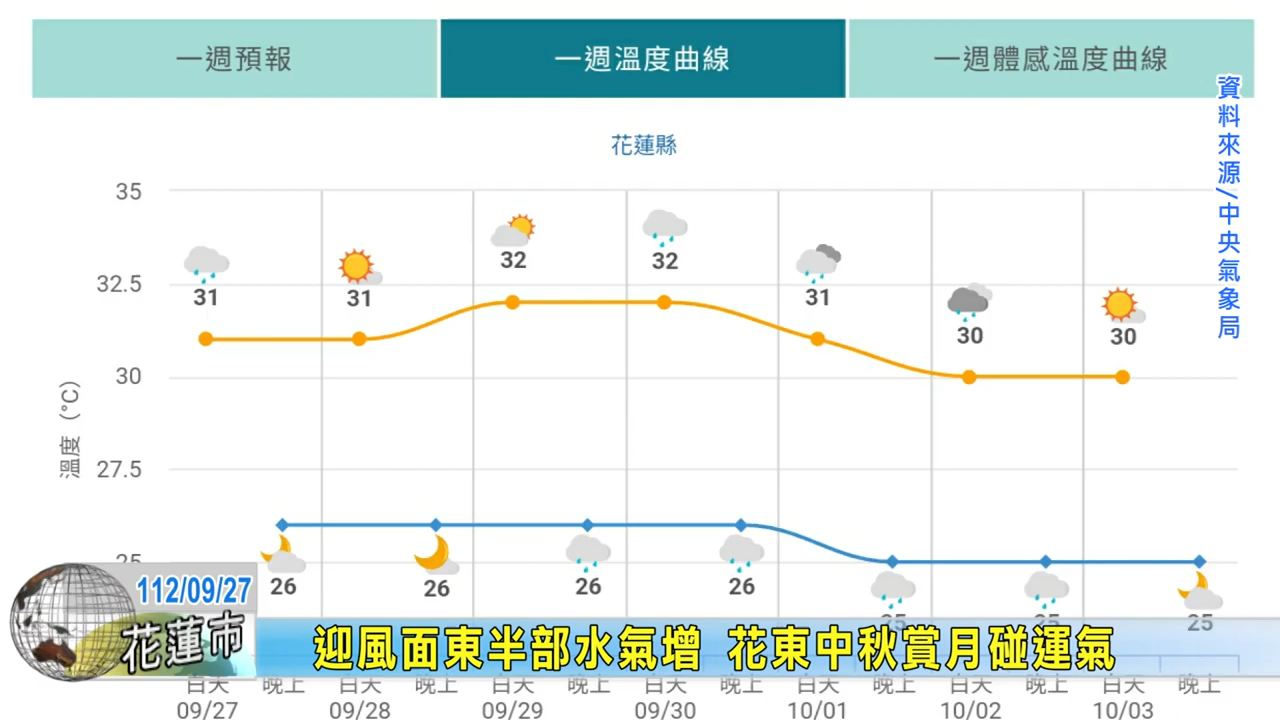 一週預報
一週溫度曲線
一週體感溫度曲線
資料來源/中央氣象局
花蓮縣
溫度 (°C)
35
32.5
30
27.5
25
31
31
32
32
31
30
30
26
26
26
26
25
25
25
112/09/27
花蓮市
迎風面東半部水氣增 花東中秋賞月碰運氣
白天 晚上 白天 晚上 白天 晚上 白天 晚上 白天 晚上 白天 晚上 白天 晚上
09/27 09/28 09/29 09/30 10/01 10/02 10/03